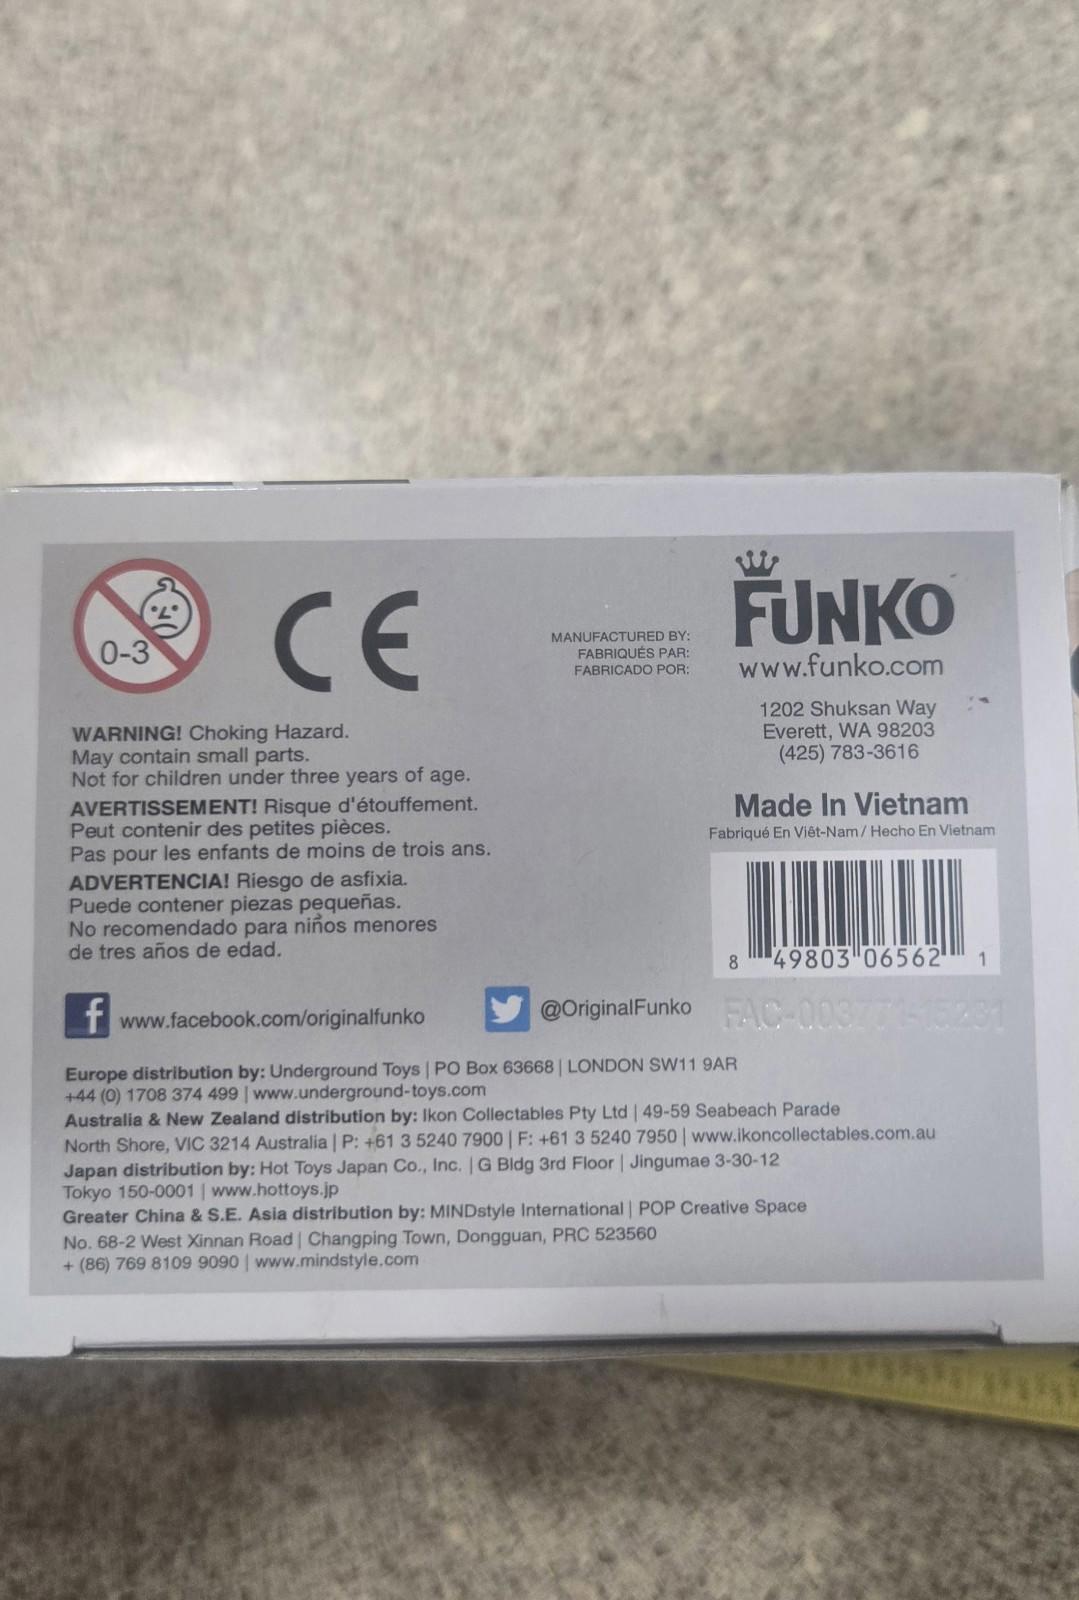 0-3
CE
MANUFACTURED BY:
FABRIQUÉS PAR:
FABRICADO POR:
FUNKO
www.funko.com
1202 Shuksan Way
Everett, WA 98203
(425) 783-3616
Made In Vietnam
Fabriqué En Viêt-Nam / Hecho En Vietnam
8 49803 06562 1
WARNING! Choking Hazard.
May contain small parts.
Not for children under three years of age.
AVERTISSEMENT! Risque d'étouffement.
Peut contenir des petites pièces.
Pas pour les enfants de moins de trois ans.
ADVERTENCIA! Riesgo de asfixia.
Puede contener piezas pequeñas.
No recomendado para niños menores
de tres años de edad.
www.facebook.com/originalfunko
@OriginalFunko
Europe distribution by: Underground Toys | PO Box 63668 | LONDON SW11 9AR
+44 (0) 1708 374 499 | www.underground-toys.com
Australia & New Zealand distribution by: Ikon Collectables Pty Ltd | 49-59 Seabeach Parade
North Shore, VIC 3214 Australia | P: +61 3 5240 7900 | F: +61 3 5240 7950 | www.ikoncollectables.com.au
Japan distribution by: Hot Toys Japan Co., Inc. | G Bldg 3rd Floor | Jingumae 3-30-12
Tokyo 150-0001 | www.hottoys.jp
Greater China & S.E. Asia distribution by: MINDstyle International | POP Creative Space
No. 68-2 West Xinnan Road | Changping Town, Dongguan, PRC 523560
+ (86) 769 8109 9090 | www.mindstyle.com